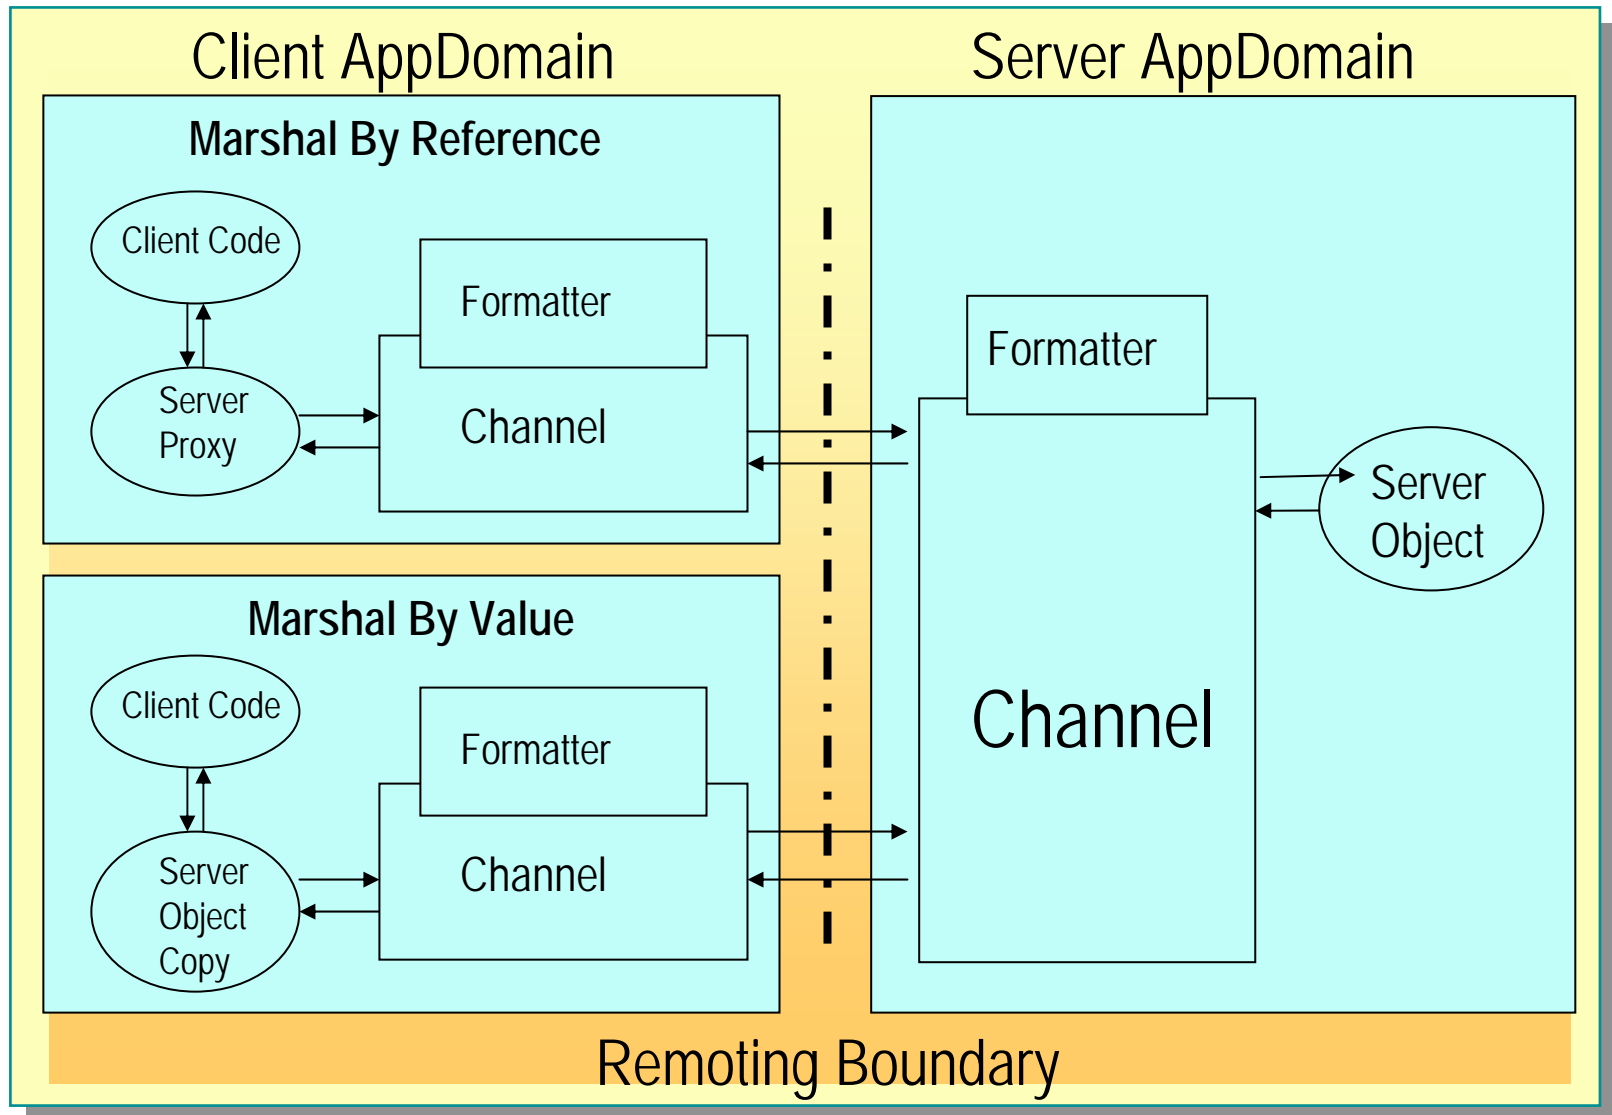 Client AppDomain
Server AppDomain
Marshal By Reference
Client Code
Server
Proxy
Formatter
Channel
Marshal By Value
Client Code
Server
Object
Copy
Formatter
Channel
Formatter
Channel
Server
Object
Remoting Boundary